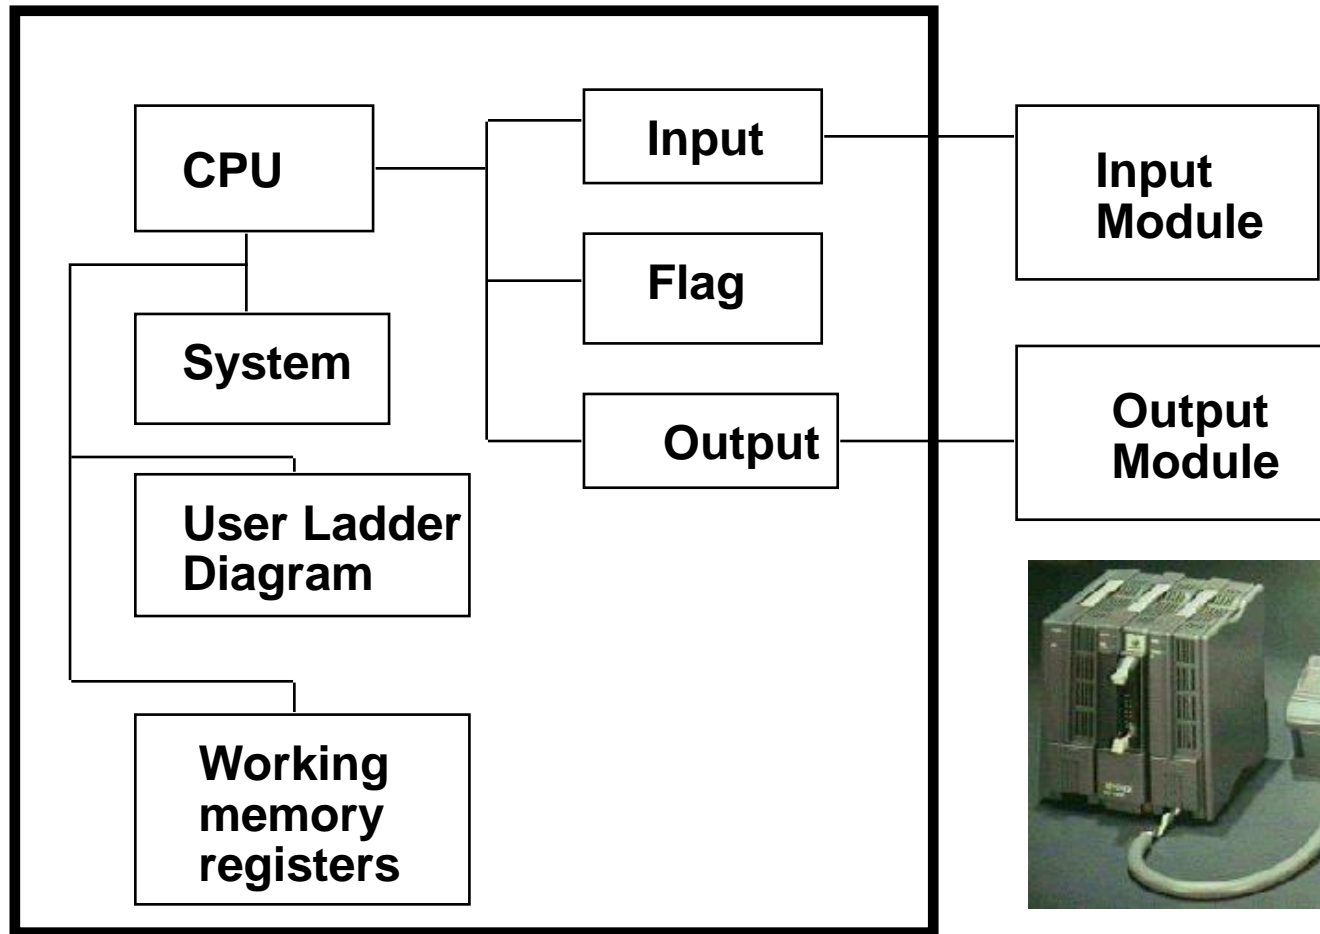 CPU
Input
Input
Module
Flag
System
Output
Output
Module
User Ladder
Diagram
Working
memory
registers